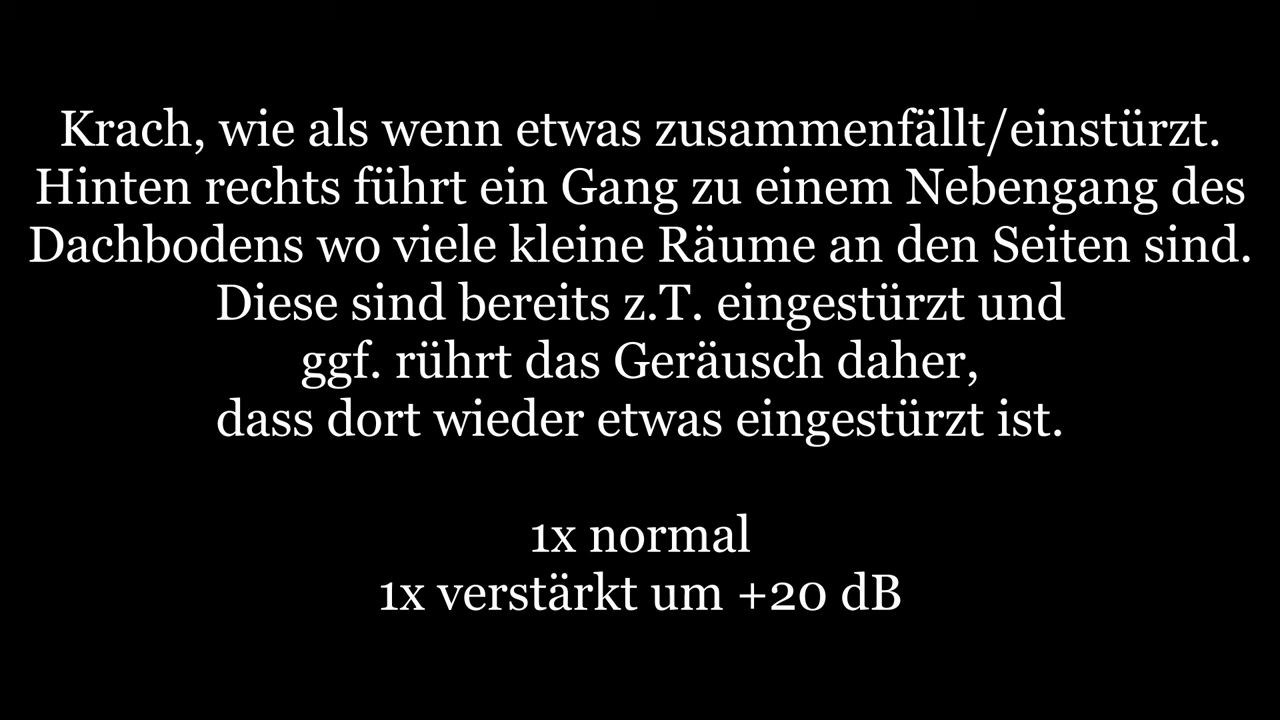 Krach, wie als wenn etwas zusammenfällt/einstürzt.
Hinten rechts führt ein Gang zu einem Nebengang des
Dachbodens wo viele kleine Räume an den Seiten sind.
Diese sind bereits z.T. eingestürzt und
ggf. rührt das Geräusch daher,
dass dort wieder etwas eingestürzt ist.
1x normal
1x verstärkt um +20 dB